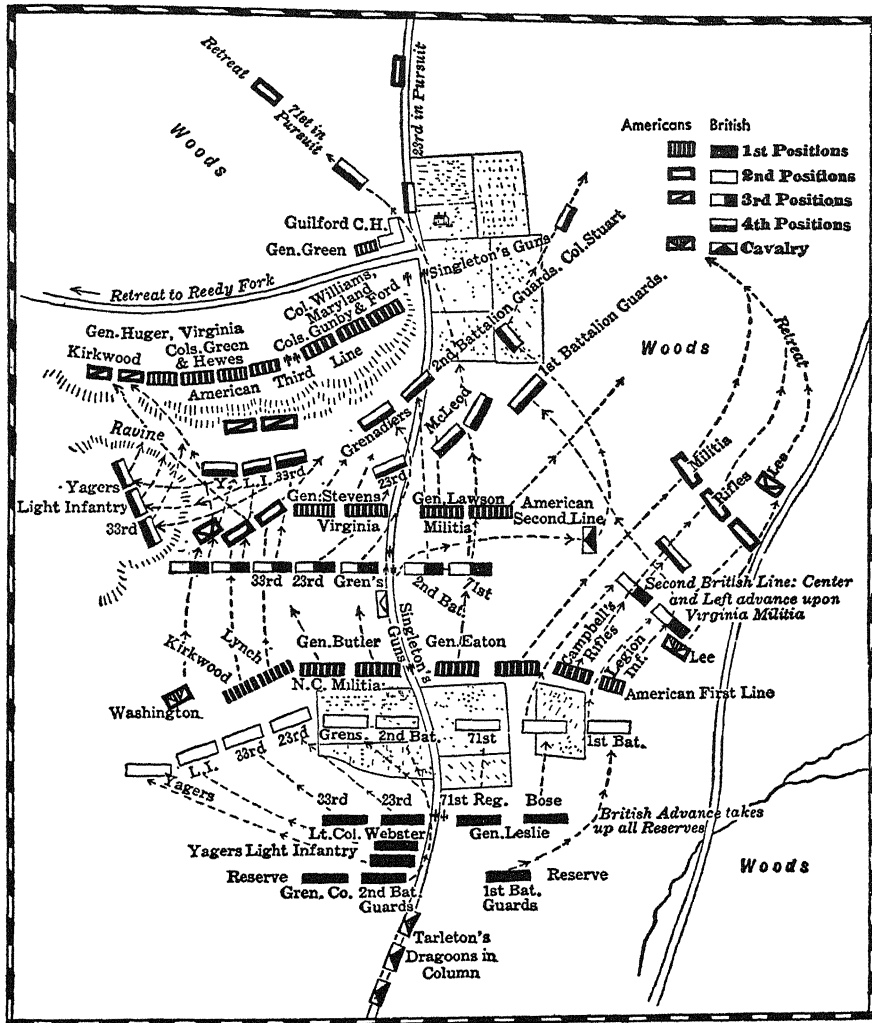 Retreat
71st in
Pursuit
Woods
23rd in Pursuit
Americans British
1st Positions
2nd Positions
3rd Positions
4th Positions
Cavalry
Guilford C.H.
Gen. Green
Singleton's Guns
Retreat to Reedy Fork
Col. Williams,
Maryland
Cols. Gunby & Ford
Gen. Huger, Virginia
Cols. Green
& Hewes
Kirkwood
American Third Line
2nd Battalion Guards. Col. Stuart
1st Battalion Guards.
Woods
Retreat
Grenadiers
McLeod
Ravine
Yagers
Light Infantry
33rd
Y. L.I. 33rd
23rd
Gen. Stevens
Virginia
Gen. Lawson
Militia
American
Second Line
Militia
Rifles
Lee
33rd
23rd
Gren's
2nd Bat.
71st
Second British Line: Center
and Left advance upon
Virginia Militia
Campbell's
Rifles
Legion
Inf.
Lee
American First Line
Kirkwood
Lynch
Washington
Gen. Butler
N.C. Militia
Singleton's
Guns
Gen. Eaton
Yagers
L.I.
33rd
23rd
Grens.
2nd Bat.
71st
1st Bat.
33rd
23rd
71st Reg.
Bose
Lt. Col. Webster
Gen. Leslie
British Advance takes
up all Reserves
Yagers Light Infantry
Reserve
Gren. Co.
2nd Bat.
Guards
1st Bat.
Guards
Reserve
Woods
Tarleton's
Dragoons in
Column